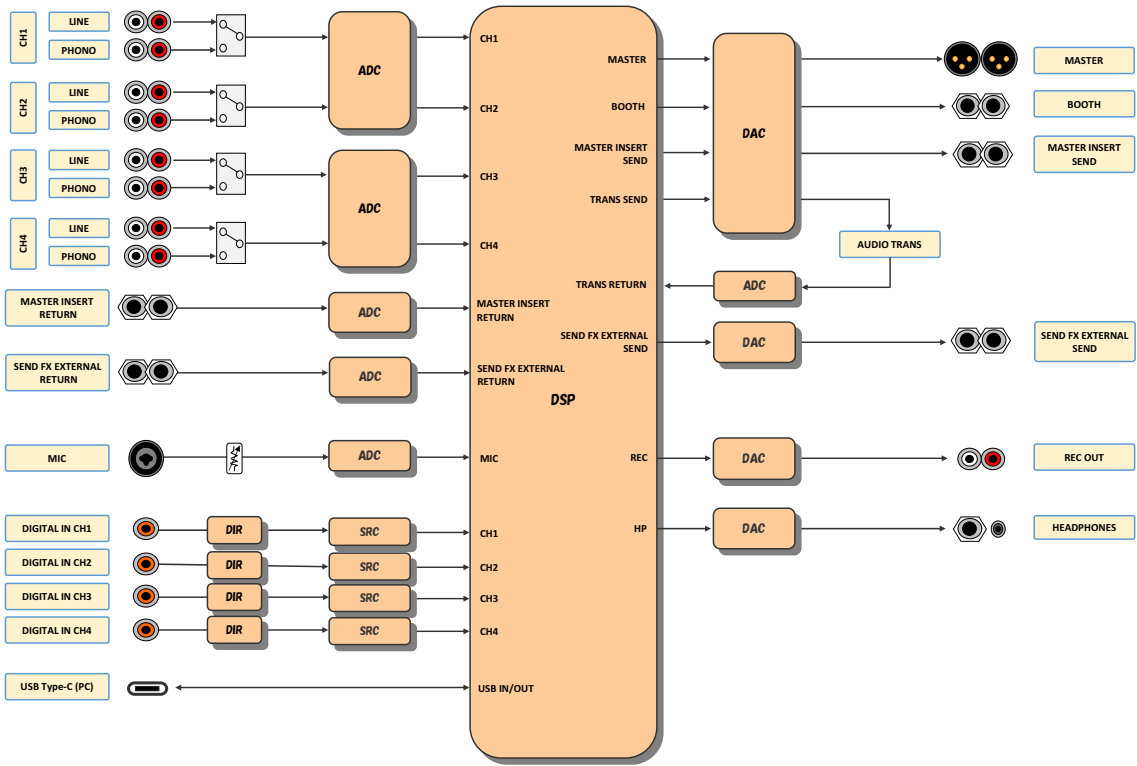 CH1
LINE
PHONO
CH2
LINE
PHONO
CH3
LINE
PHONO
CH4
LINE
PHONO
MASTER INSERT
RETURN
SEND FX EXTERNAL
RETURN
MIC
DIGITAL IN CH1
DIGITAL IN CH2
DIGITAL IN CH3
DIGITAL IN CH4
USB Type-C (PC)
DIR
DIR
DIR
DIR
ADC
ADC
ADC
ADC
ADC
SRC
SRC
SRC
SRC
CH1
CH2
CH3
CH4
MASTER INSERT
RETURN
SEND FX EXTERNAL
RETURN
MIC
CH1
CH2
CH3
CH4
USB IN/OUT
DSP
MASTER
BOOTH
MASTER INSERT
SEND
TRANS SEND
TRANS RETURN
SEND FX EXTERNAL
SEND
REC
HP
DAC
ADC
DAC
DAC
DAC
AUDIO TRANS
MASTER
BOOTH
MASTER INSERT
SEND
SEND FX EXTERNAL
SEND
REC OUT
HEADPHONES